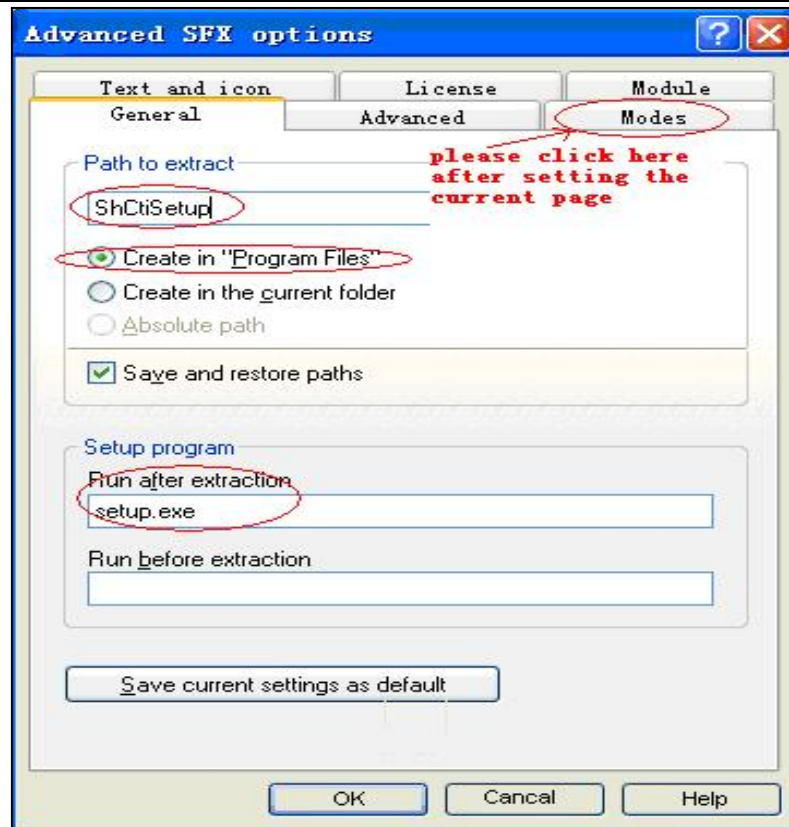 Advanced SFX options
Text and icon License Module
General Advanced Modes
please click here
after setting the
current page
Path to extract
ShCtiSetup
Create in "Program Files"
Create in the current folder
Absolute path
Save and restore paths
Setup program
Run after extraction
setup.exe
Run before extraction
Save current settings as default
OK Cancal Help